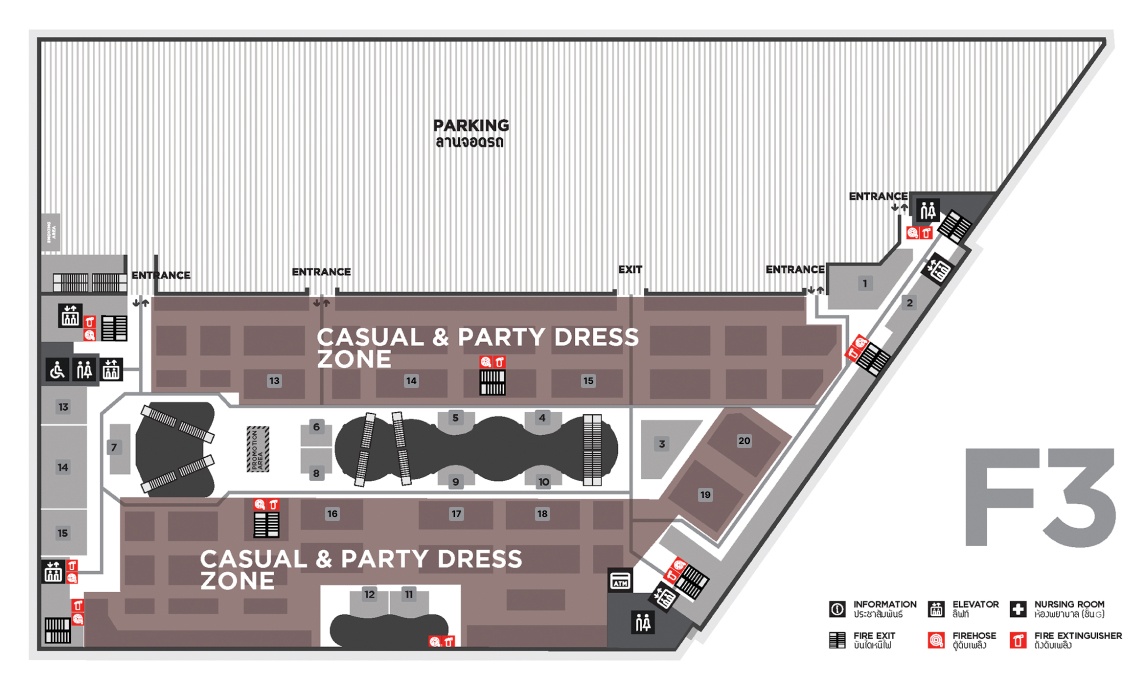 PARKING
ลานจอดรถ
ENTRANCE
SMOKING
AREA
ENTRANCE
ENTRANCE
EXIT
ENTRANCE
1
2
CASUAL & PARTY DRESS
ZONE
13
14
15
13
14
15
7
PROMOTION
AREA
6
8
5
4
9
10
3
20
19
16
17
18
CASUAL & PARTY DRESS
ZONE
12
11
ATM
F3
INFORMATION
ประชาสัมพันธ์
ELEVATOR
ลิฟท์
NURSING ROOM
ห้องพยาบาล (ชั้น G)
FIRE EXIT
บันไดหนีไฟ
FIREHOSE
ตู้ดับเพลิง
FIRE EXTINGUISHER
ถังดับเพลิง